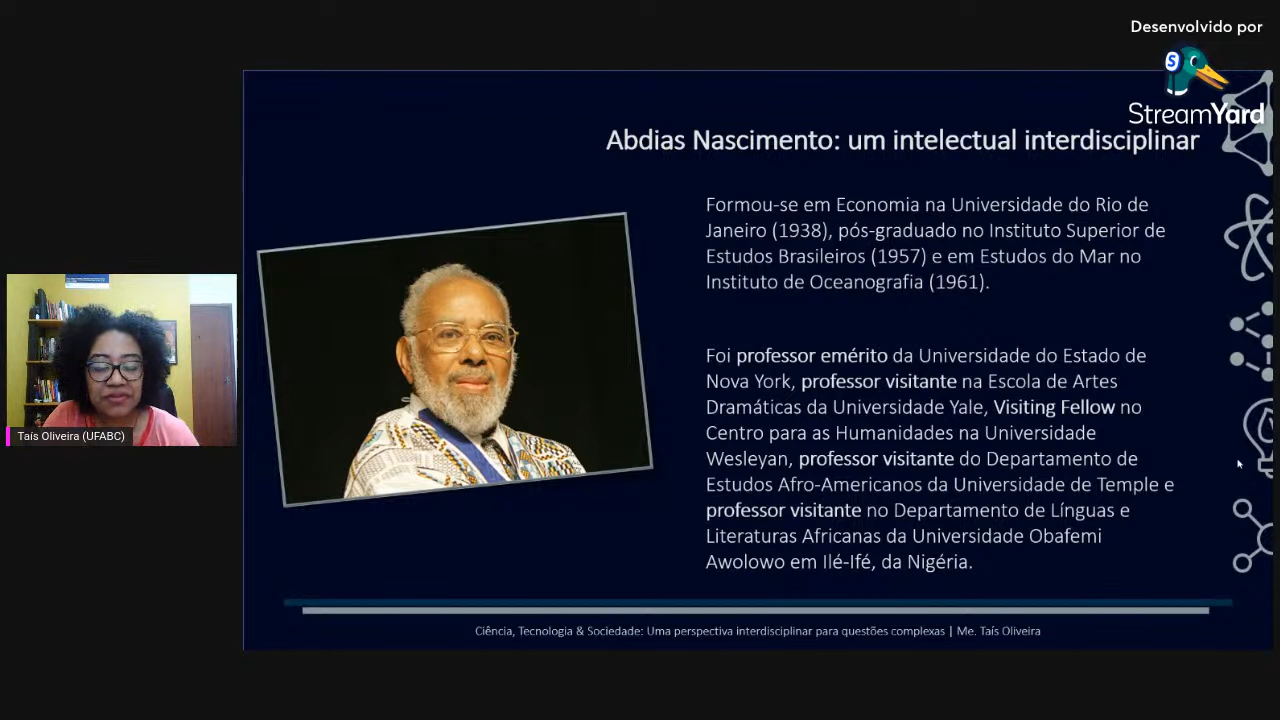 Desenvolvido por
StreamYard
Abdias Nascimento: um intelectual interdisciplinar
Formou-se em Economia na Universidade do Rio de
Janeiro (1938), pós-graduado no Instituto Superior de
Estudos Brasileiros (1957) e em Estudos do Mar no
Instituto de Oceanografia (1961).
Foi professor emérito da Universidade do Estado de
Nova York, professor visitante na Escola de Artes
Dramáticas da Universidade Yale, Visiting Fellow no
Centro para as Humanidades na Universidade
Wesleyan, professor visitante do Departamento de
Estudos Afro-Americanos da Universidade de Temple e
professor visitante no Departamento de Línguas e
Literaturas Africanas da Universidade Obafemi
Awolowo em Ilé-Ifé, da Nigéria.
Taís Oliveira (UFABC)
Ciência, Tecnologia & Sociedade: Uma perspectiva interdisciplinar para questões complexas | Me. Taís Oliveira